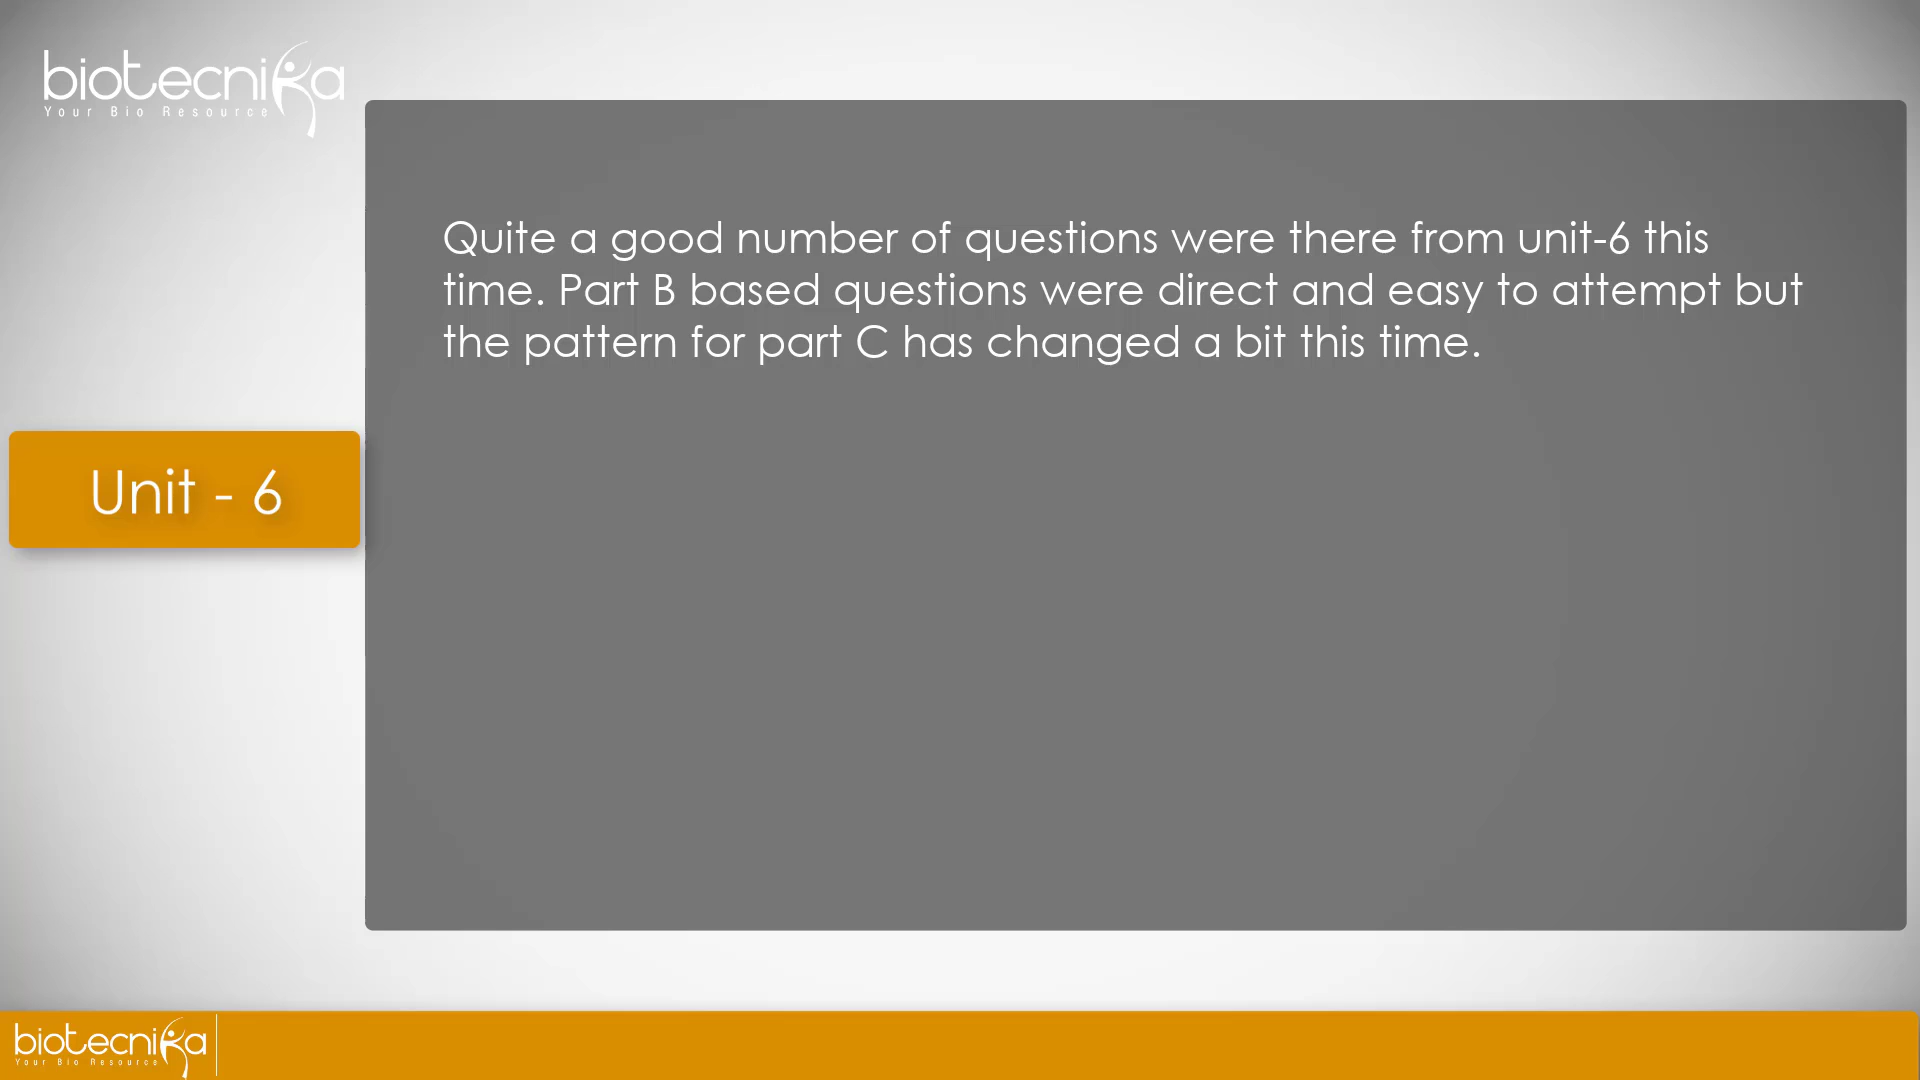 biotecnika
Your Bio Resource
Quite a good number of questions were there from unit-6 this
time. Part B based questions were direct and easy to attempt but
the pattern for part C has changed a bit this time.
Unit - 6
biotecnika
Your Bio Resource